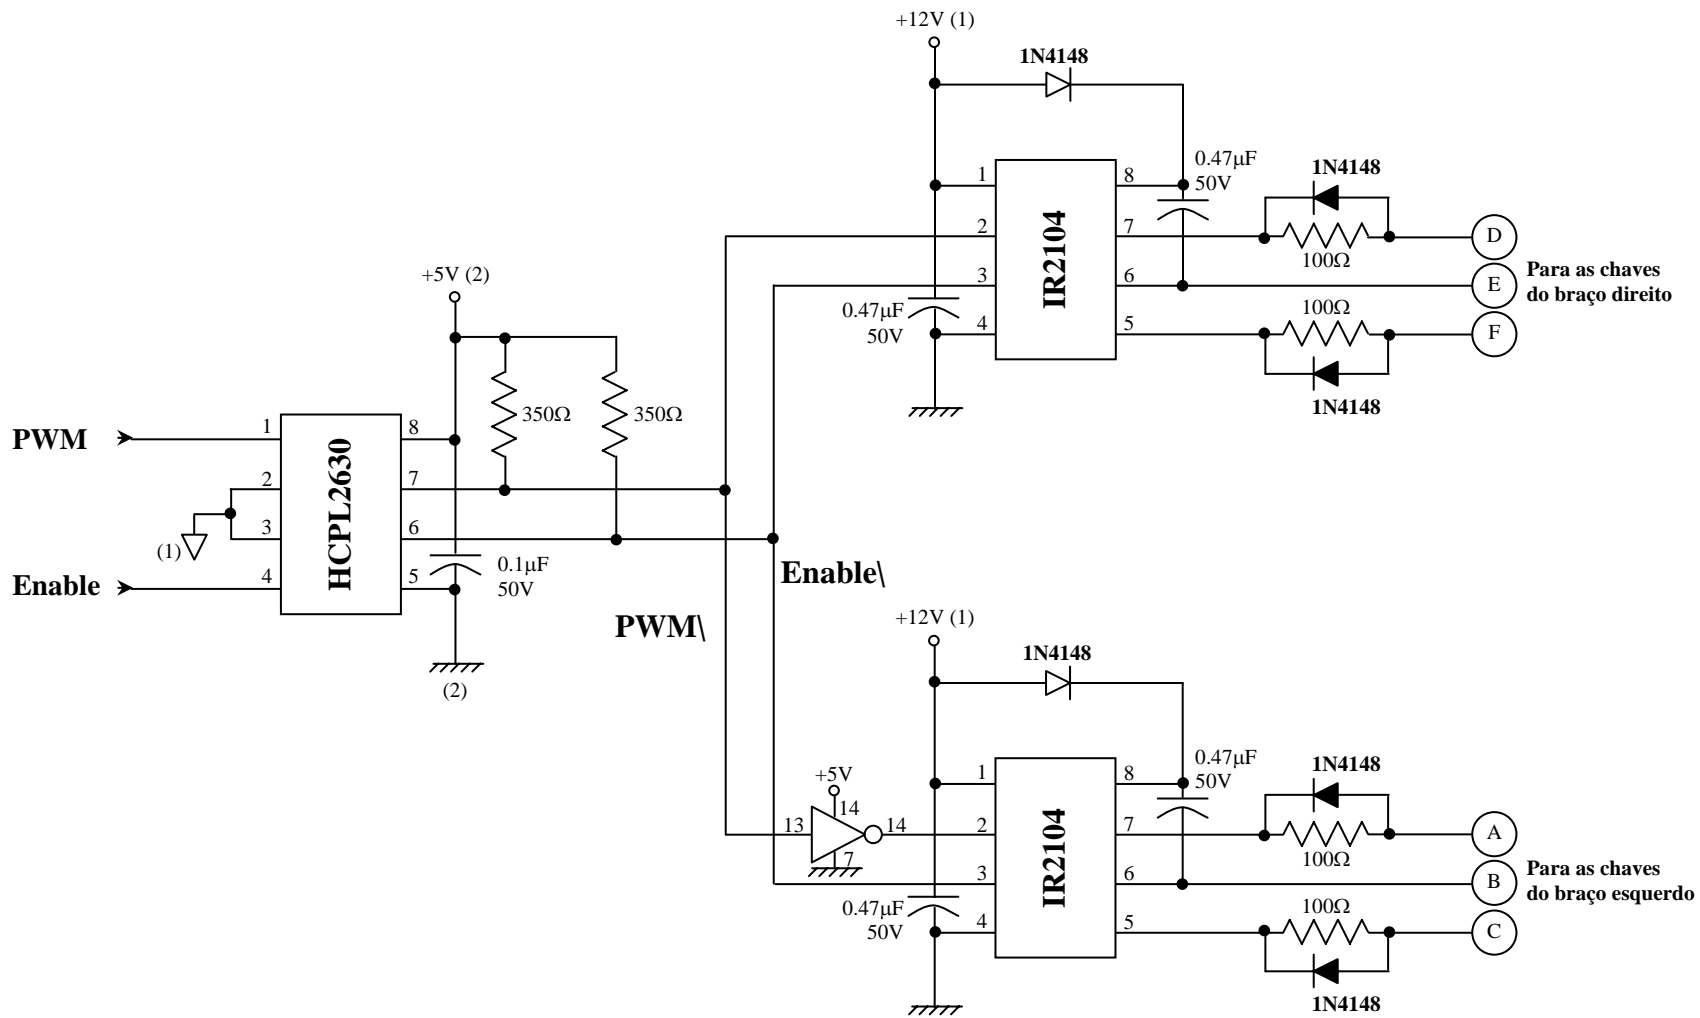 +12V (1)
1N4148
1
2
3
4
IR2104
8
7
6
5
0.47µF
50V
0.47µF
50V
1N4148
100Ω
D
E
Para as chaves
do braço direito
100Ω
F
1N4148
+5V (2)
350Ω
350Ω
PWM
1
2
3
4
HCPL2630
8
7
6
5
(1)
Enable
0.1µF
50V
(2)
Enable\
PWM\
+12V (1)
1N4148
+5V
14
13
14
7
1
2
3
4
IR2104
8
7
6
5
0.47µF
50V
0.47µF
50V
1N4148
100Ω
A
B
Para as chaves
do braço esquerdo
100Ω
C
1N4148